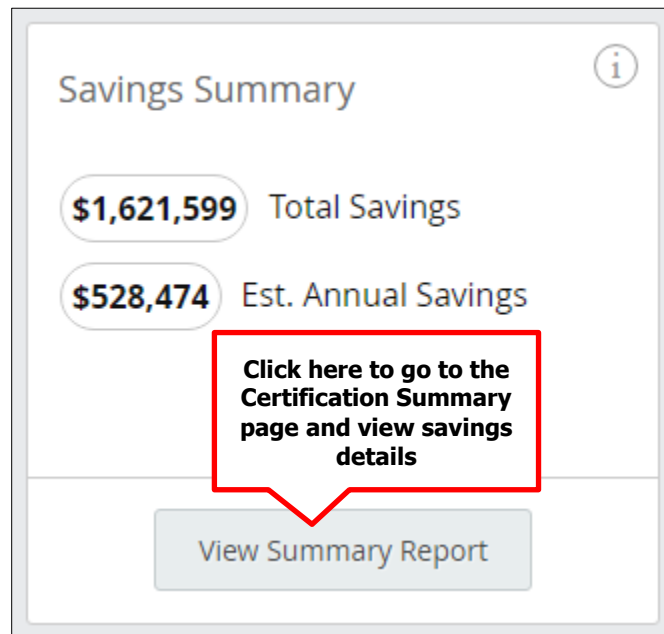 Savings Summary
i
$1,621,599 Total Savings
$528,474 Est. Annual Savings
Click here to go to the
Certification Summary
page and view savings
details
View Summary Report